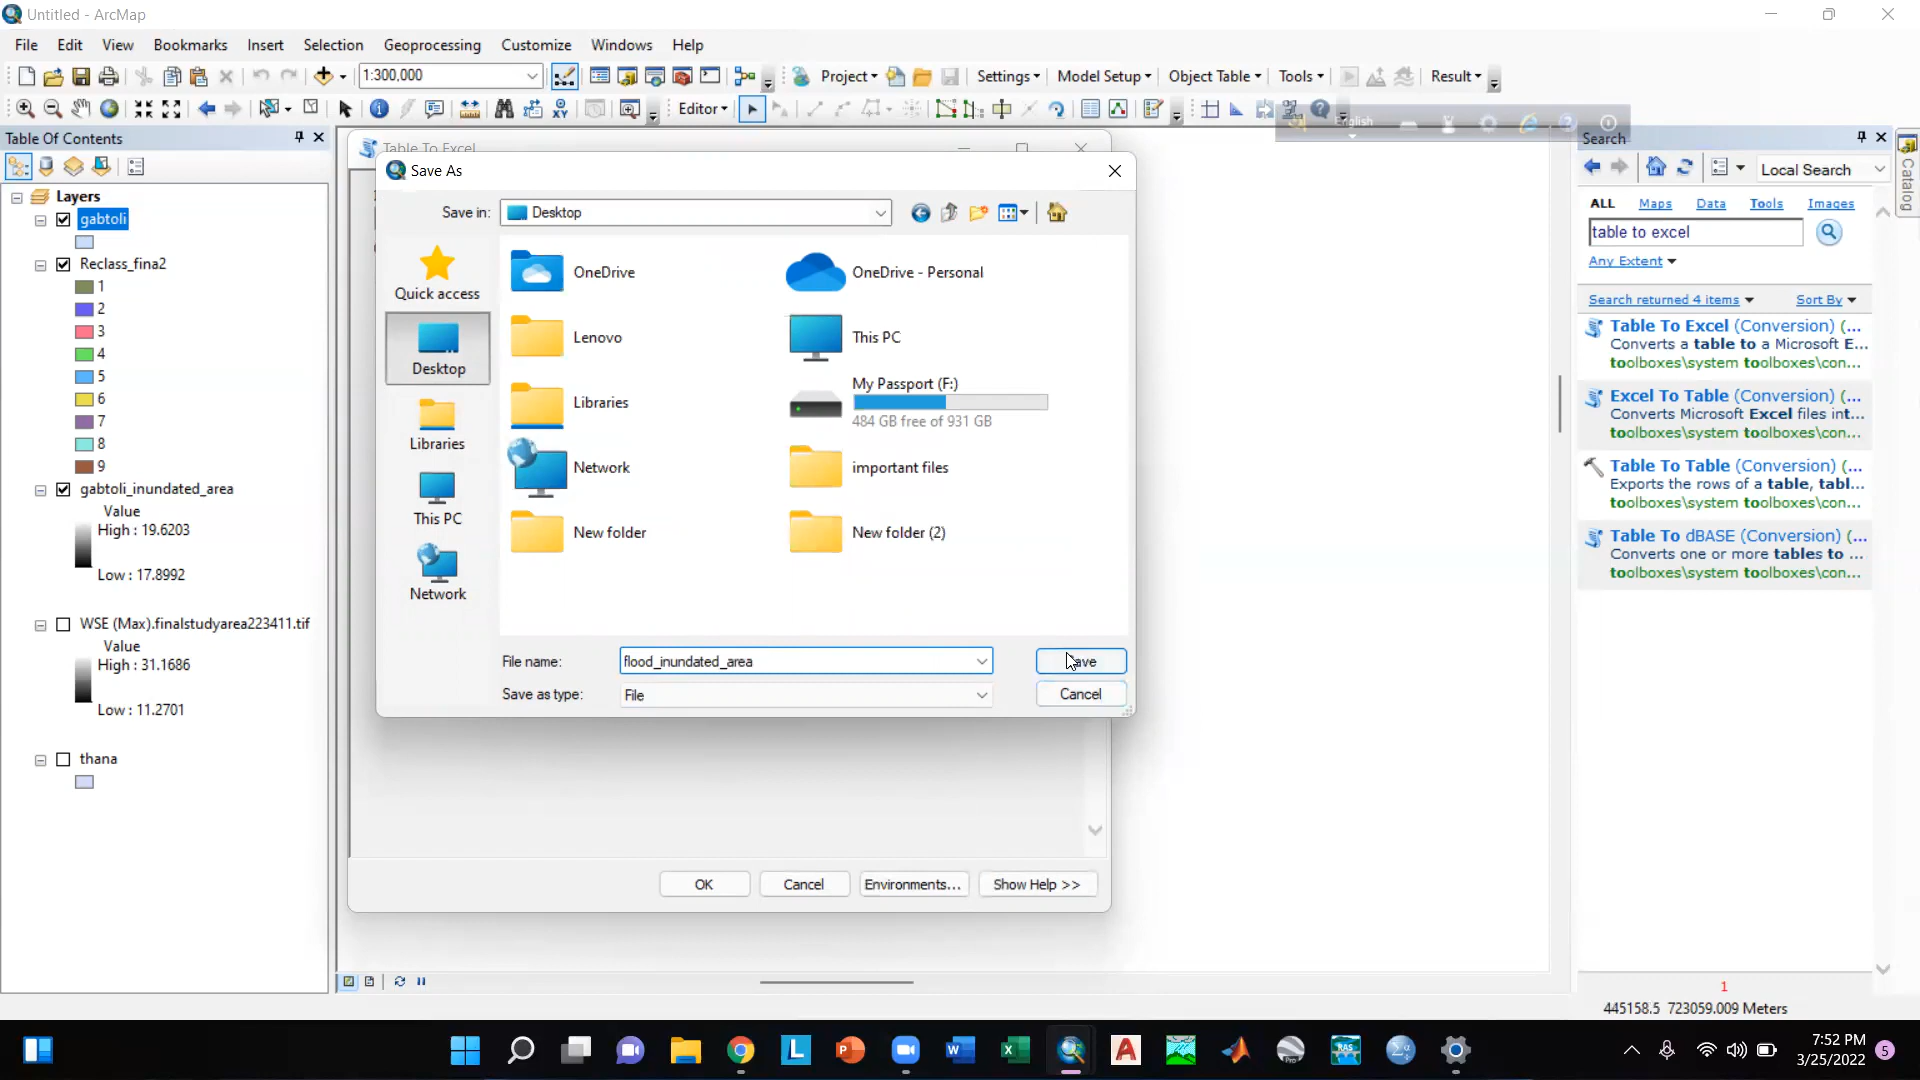 Untitled - ArcMap
File Edit View Bookmarks Insert Selection Geoprocessing Customize Windows Help
1:300,000 Project Settings Model Setup Object Table Tools Result
Editor
English
Table Of Contents
Layers
gabtoli
Reclass_fina2
1
2
3
4
5
6
7
8
9
gabtoli_inundated_area
Value
High : 19.6203
Low : 17.8992
WSE (Max).finalstudyarea223411.tif
Value
High : 31.1686
Low : 11.2701
thana
Table To Excel
Save As
Save in: Desktop
Quick access
Desktop
Libraries
This PC
Network
OneDrive
OneDrive - Personal
Lenovo
This PC
Libraries
My Passport (F:)
484 GB free of 931 GB
Network
important files
New folder
New folder (2)
File name: flood_inundated_area Save
Save as type: File Cancel
OK Cancel Environments... Show Help >>
Search
Local Search
ALL Maps Data Tools Images
table to excel
Any Extent
Search returned 4 items Sort By
Table To Excel (Conversion) (...
Converts a table to a Microsoft E...
toolboxes\system toolboxes\con...
Excel To Table (Conversion) (...
Converts Microsoft Excel files int...
toolboxes\system toolboxes\con...
Table To Table (Conversion) (...
Exports the rows of a table, tabl...
toolboxes\system toolboxes\con...
Table To dBASE (Conversion) (...
Converts one or more tables to ...
toolboxes\system toolboxes\con...
Catalog
1
445158.5 723059.009 Meters
7:52 PM
3/25/2022
5